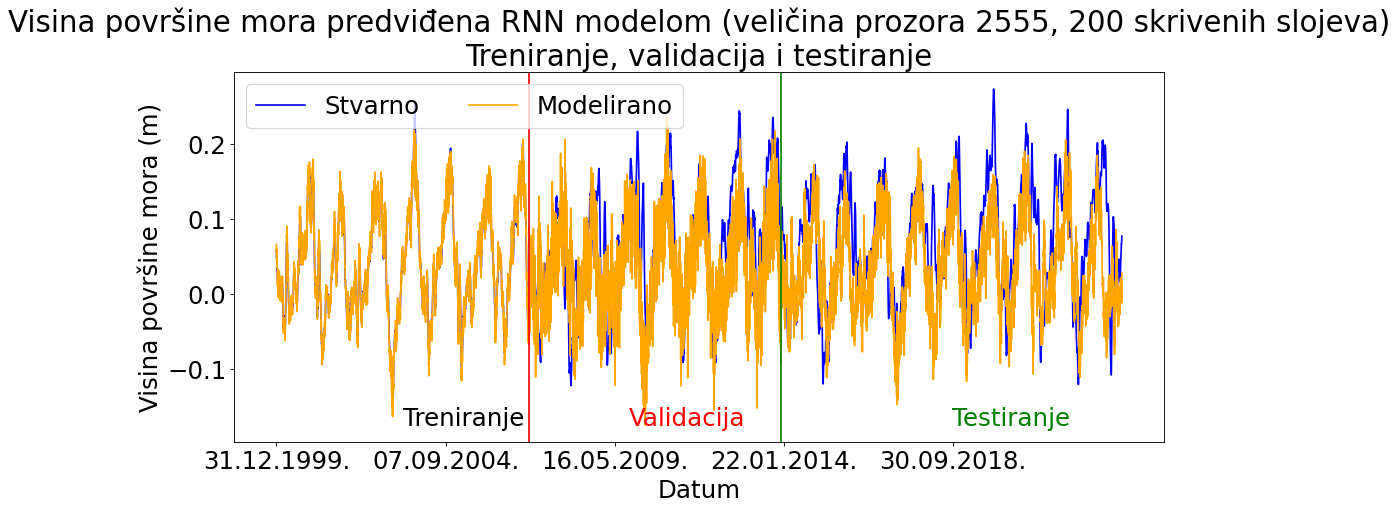 Visina površine mora predviđena RNN modelom (veličina prozora 2555, 200 skrivenih slojeva)
Treniranje, validacija i testiranje
Stvarno Modelirano
Visina površine mora (m)
0.2
0.1
0.0
−0.1
Treniranje Validacija Testiranje
31.12.1999. 07.09.2004. 16.05.2009. 22.01.2014. 30.09.2018.
Datum